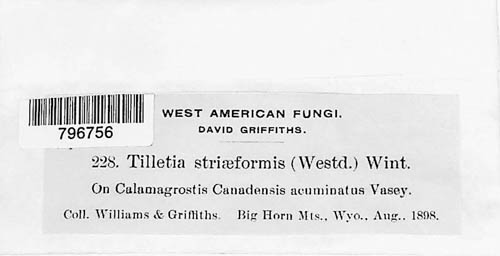 796756
WEST AMERICAN FUNGI.
DAVID GRIFFITHS.
228. Tilletia striæformis (Westd.) Wint.
On Calamagrostis Canadensis acuminatus Vasey.
Coll. Williams & Griffiths. Big Horn Mts., Wyo., Aug., 1898.